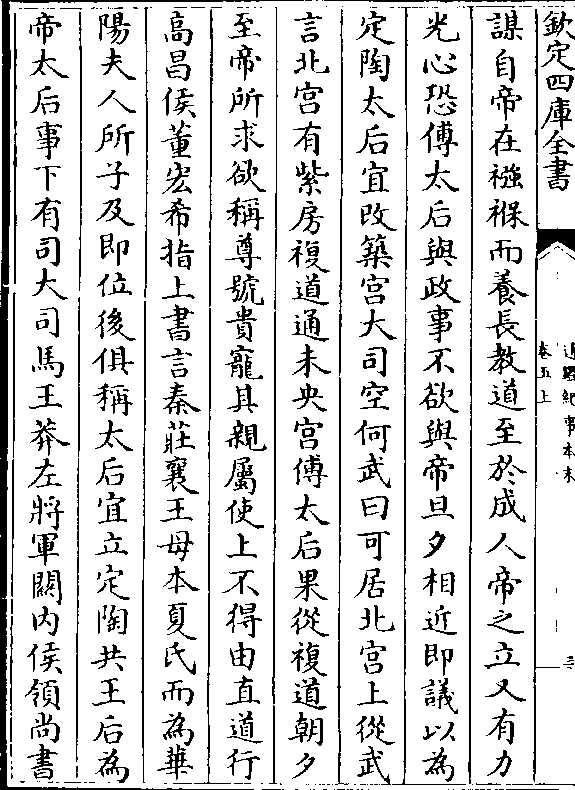 欽定四庫全書
通鑑紀事本末
卷五上
三
謀自帝在襁褓而養長教道至於成人帝之立又有力
光心恐傅太后與政事不欲與帝旦夕相近即議以為
定陶太后宜改築宮大司空何武曰可居北宮上從武
言北宮有紫房複道通未央宮傅太后果從複道朝夕
至帝所求欲稱尊號貴寵其親屬使上不得由直道行
高昌侯董宏希指上書言秦莊襄王母本夏氏而為華
陽夫人所子及即位後俱稱太后宜立定陶共王后為
帝太后事下有司大司馬王莽左將軍關内侯領尚書